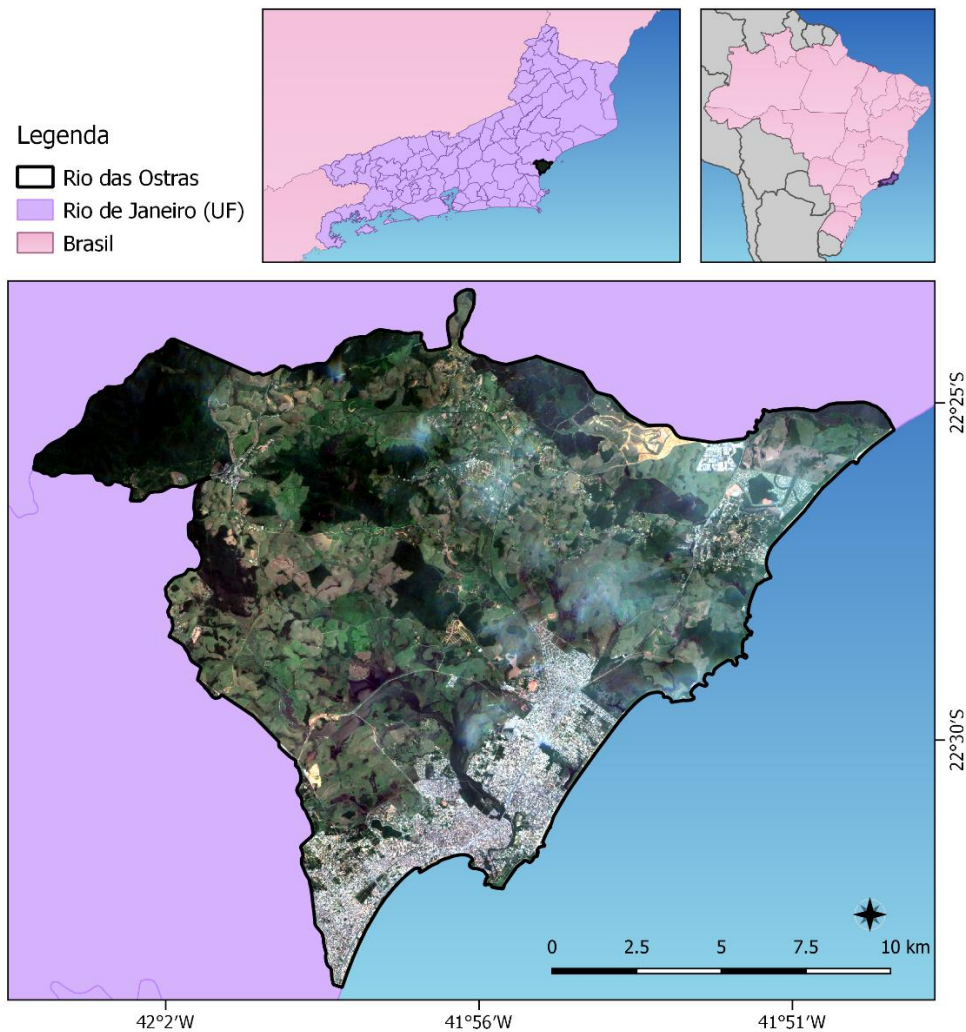 Legenda
Rio das Ostras
Rio de Janeiro (UF)
Brasil
22°25'S
22°30'S
0 2.5 5 7.5 10 km
42°2'W 41°56'W 41°51'W